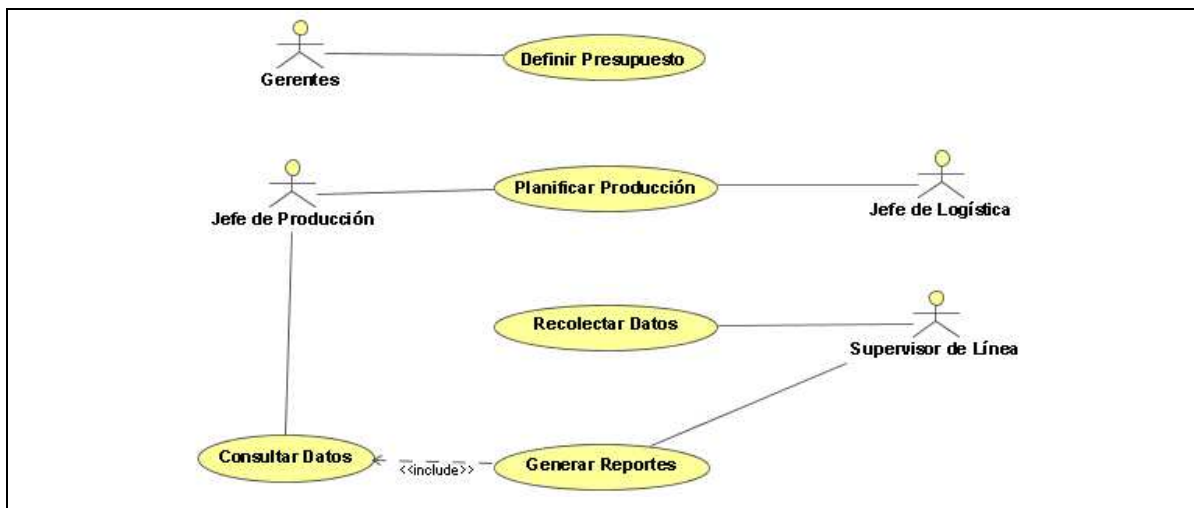 Definir Presupuesto
Gerentes
Planificar Producción
Jefe de Producción
Jefe de Logística
Recolectar Datos
Supervisor de Línea
Consultar Datos
<<include>>
Generar Reportes